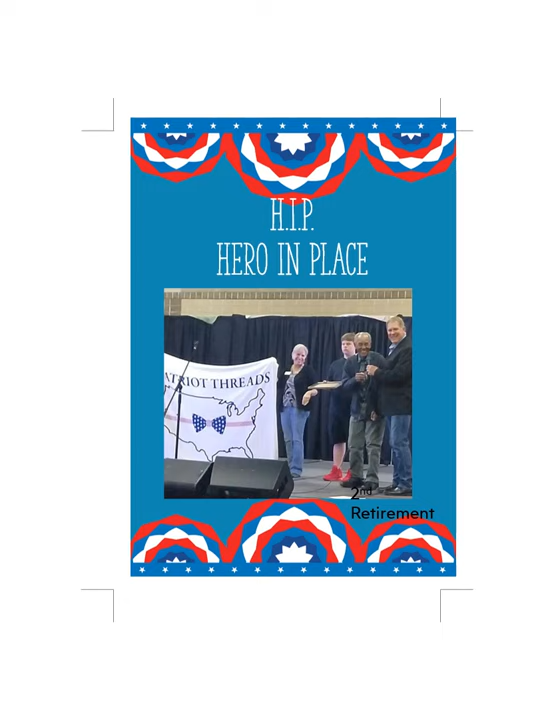 H.I.P.
HERO IN PLACE
ATRIOT THREADS
2nd
Retirement